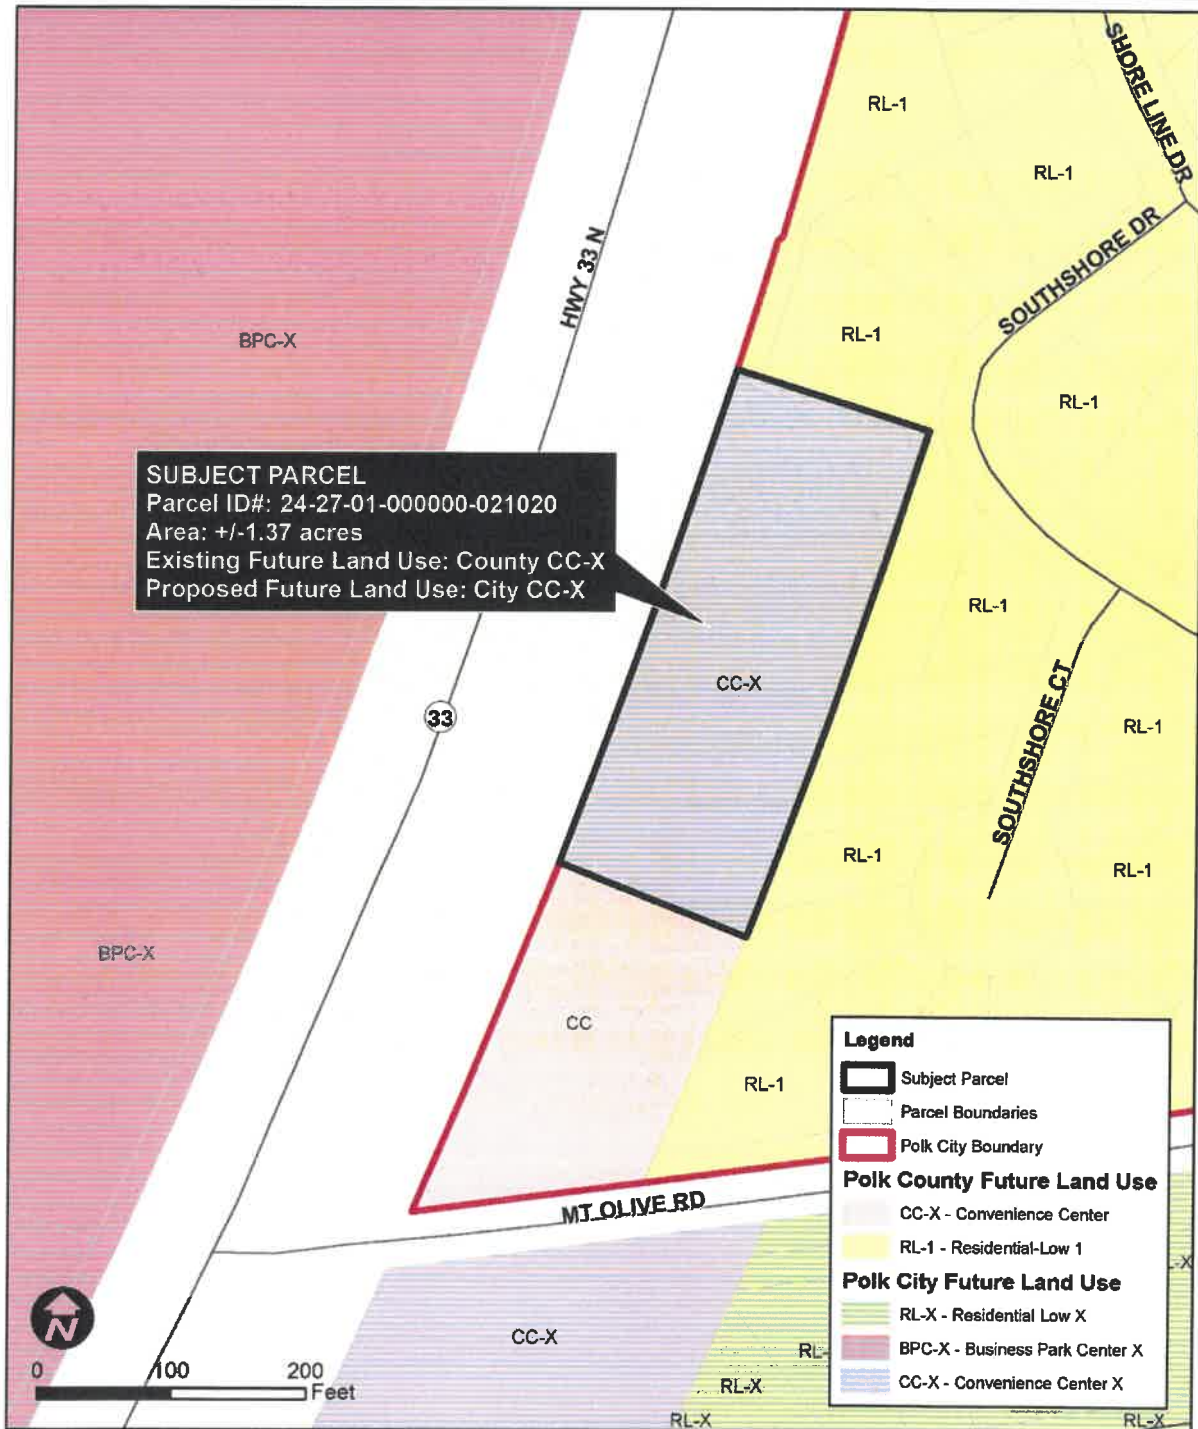 SHORE LINE DR
RL-1
RL-1
SOUTHSHORE DR
HWY 33 N
BPC-X
RL-1
RL-1
SUBJECT PARCEL
Parcel ID#: 24-27-01-000000-021020
Area: +/-1.37 acres
Existing Future Land Use: County CC-X
Proposed Future Land Use: City CC-X
RL-1
CC-X
SOUTHSHORE CT
33
RL-1
RL-1
RL-1
BPC-X
CC
RL-1
MT OLIVE RD
Legend
Subject Parcel
Parcel Boundaries
Polk City Boundary
Polk County Future Land Use
CC-X - Convenience Center
RL-1 - Residential-Low 1
Polk City Future Land Use
RL-X - Residential Low X
BPC-X - Business Park Center X
CC-X - Convenience Center X
L-X
N
CC-X
RL-
RL-X
0 100 200
Feet
RL-X
RL-X